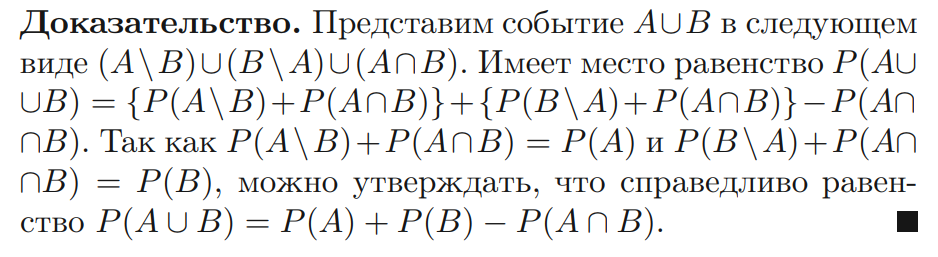 Доказательство. Представим событие A∪B в следующем
виде (A\B)∪(B\A)∪(A∩B). Имеет место равенство P(A∪
∪B) = {P(A\B)+P(A∩B)}+{P(B\A)+P(A∩B)}−P(A∩
∩B). Так как P(A\B)+P(A∩B) = P(A) и P(B\A)+P(A∩
∩B) = P(B), можно утверждать, что справедливо равен-
ство P(A ∪ B) = P(A) + P(B) − P(A ∩ B). ■